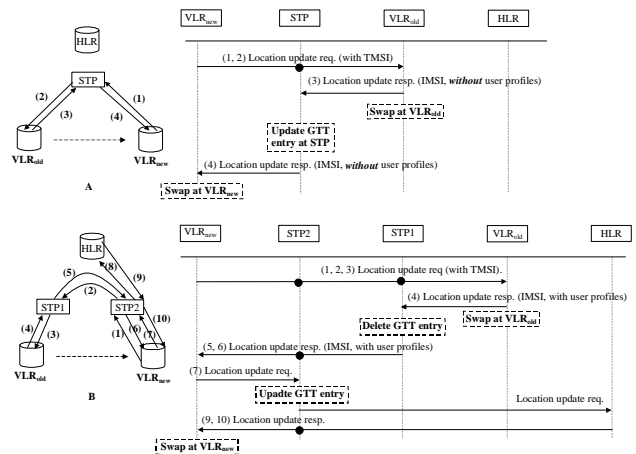 HLR
STP
(2)
(3)
(1)
(4)
VLRold
VLRnew
A
VLRnew
STP
VLRold
HLR
(1, 2) Location update req. (with TMSI)
(3) Location update resp. (IMSI, without user profiles)
Swap at VLRold
Update GTT
entry at STP
(4) Location update resp. (IMSI, without user profiles)
Swap at VLRnew
HLR
(5)
(8)
(9)
(2)
STP1
STP2
(10)
(4)
(3)
(1)
(6)
(7)
VLRold
VLRnew
B
VLRnew
STP2
STP1
VLRold
HLR
(1, 2, 3) Location update req (with TMSI).
(4) Location update resp. (IMSI, with user profiles)
Swap at VLRold
Delete GTT entry
(5, 6) Location update resp. (IMSI, with user profiles)
(7) Location update req.
Upadte GTT entry
Location update req.
(9, 10) Location update resp.
Swap at VLRnew